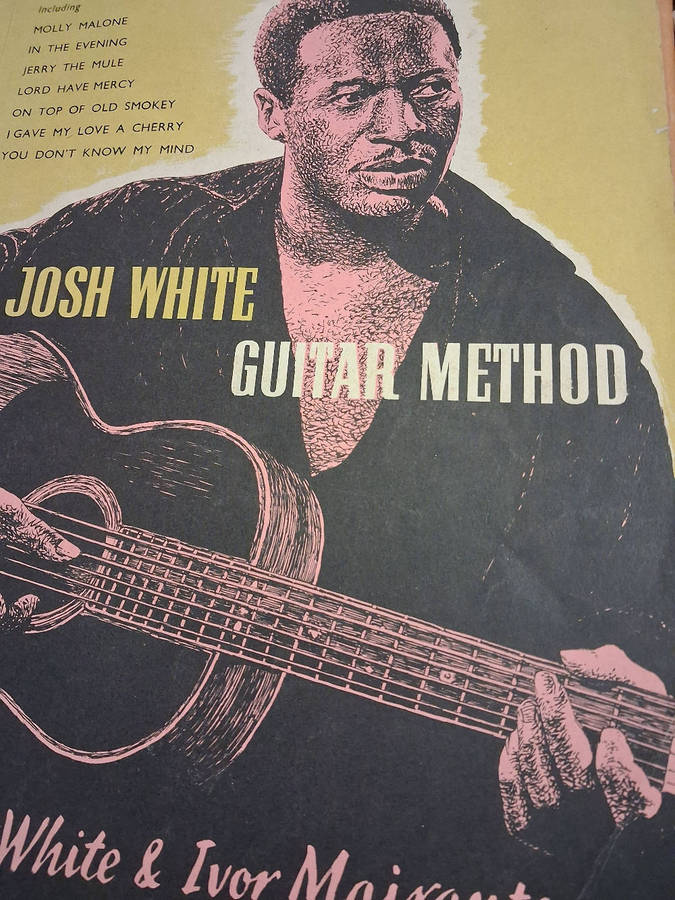 Including
MOLLY MALONE
IN THE EVENING
JERRY THE MULE
LORD HAVE MERCY
ON TOP OF OLD SMOKEY
I GAVE MY LOVE A CHERRY
YOU DON'T KNOW MY MIND
JOSH WHITE
GUITAR METHOD
White & Ivor